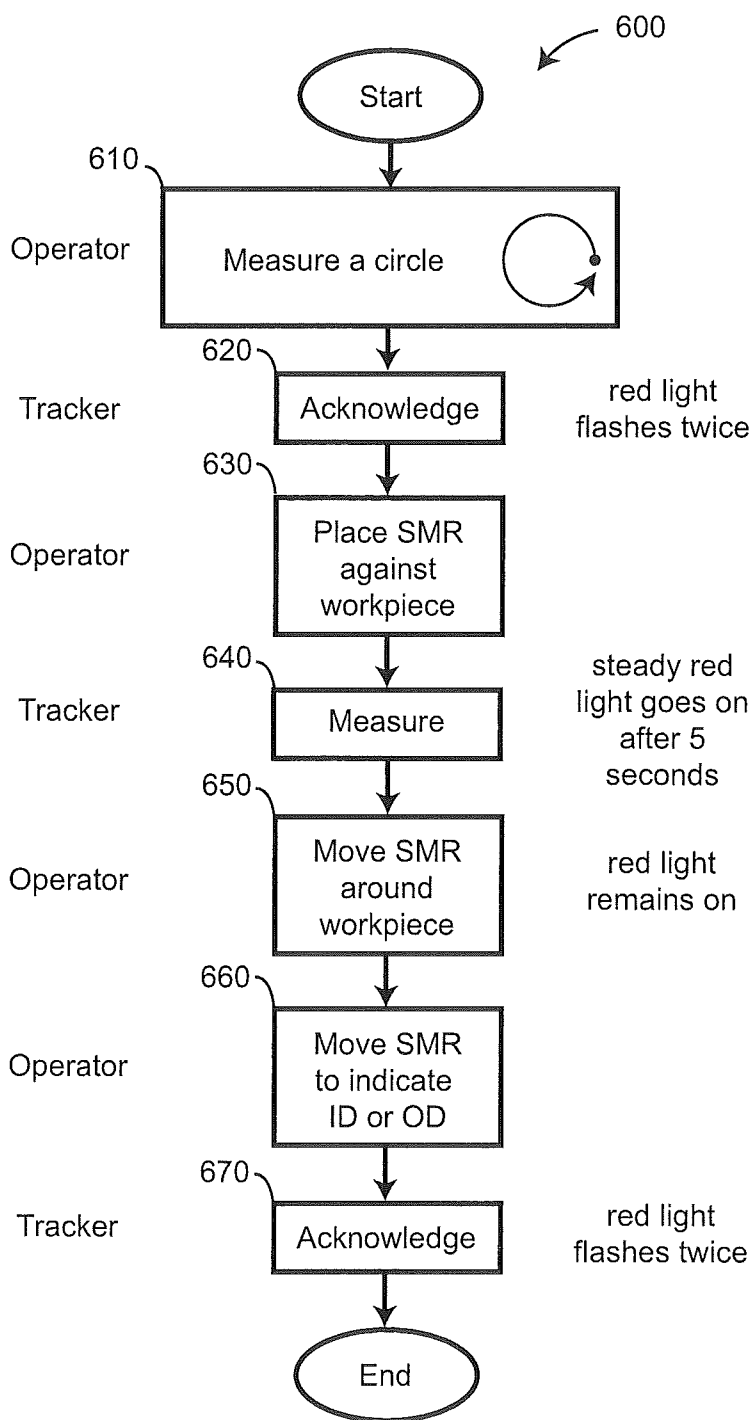 600
Start
610
Operator
Measure a circle
620
Tracker
Acknowledge
red light
flashes twice
630
Operator
Place SMR
against
workpiece
640
Tracker
Measure
steady red
light goes on
after 5
seconds
650
Operator
Move SMR
around
workpiece
red light
remains on
660
Operator
Move SMR
to indicate
ID or OD
670
Tracker
Acknowledge
red light
flashes twice
End